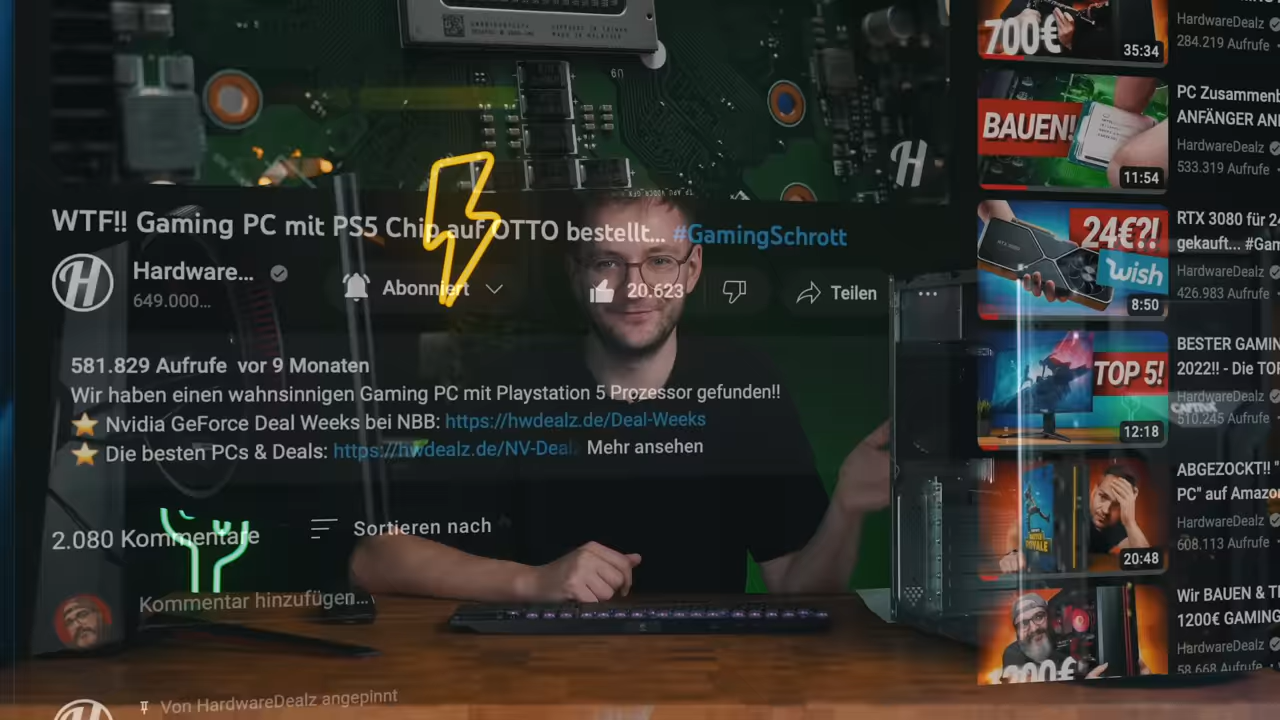 WTF!! Gaming PC mit PS5 Chip auf OTTO bestellt... #GamingSchrott
Hardware...
649.000...
Abonniert
20.623
Teilen
581.829 Aufrufe vor 9 Monaten
Wir haben einen wahnsinnigen Gaming PC mit Playstation 5 Prozessor gefunden!!
Nvidia GeForce Deal Weeks bei NBB: https://hwdealz.de/Deal-Weeks
Die besten PCs & Deals: https://hwdealz.de/NV-Deal
Mehr ansehen
2.080 Kommentare
Sortieren nach
Kommentar hinzufügen...
Von HardwareDealz angepinnt
700€
35:34
HardwareDealz
284.219 Aufrufe
BAUEN!
11:54
PC Zusammenb
ANFÄNGER AN
HardwareDealz
533.319 Aufrufe
24€?!
wish
8:50
RTX 3080 für 2
gekauft... #Gam
HardwareDealz
426.983 Aufrufe
TOP 5!
12:18
BESTER GAMIN
2022!! - Die TO
HardwareDealz
510.245 Aufrufe
20:48
ABGEZOCKT!! "
PC" auf Amazo
HardwareDealz
608.113 Aufrufe
1200€
Wir BAUEN & T
1200€ GAMING
HardwareDealz
58.668 Aufrufe